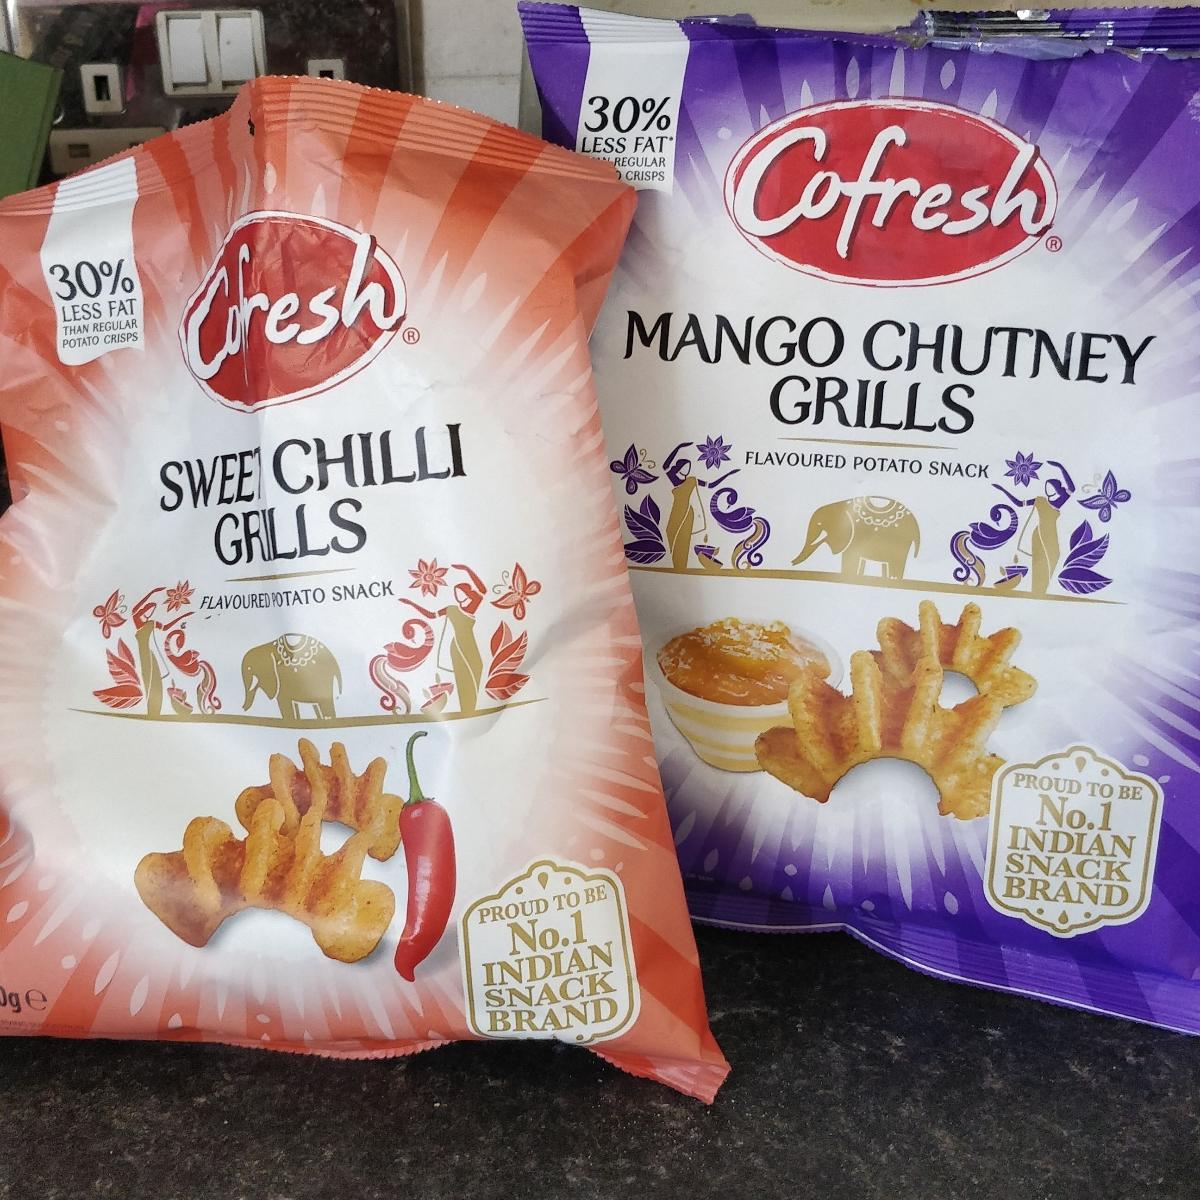 30%
LESS FAT
THAN REGULAR
POTATO CRISPS
Cofresh®
SWEET CHILLI
GRILLS
FLAVOURED POTATO SNACK
PROUD TO BE
No.1
INDIAN
SNACK
BRAND
0g e
30%
LESS FAT*
REGULAR
CRISPS
Cofresh®
MANGO CHUTNEY
GRILLS
FLAVOURED POTATO SNACK
PROUD TO BE
No.1
INDIAN
SNACK
BRAND